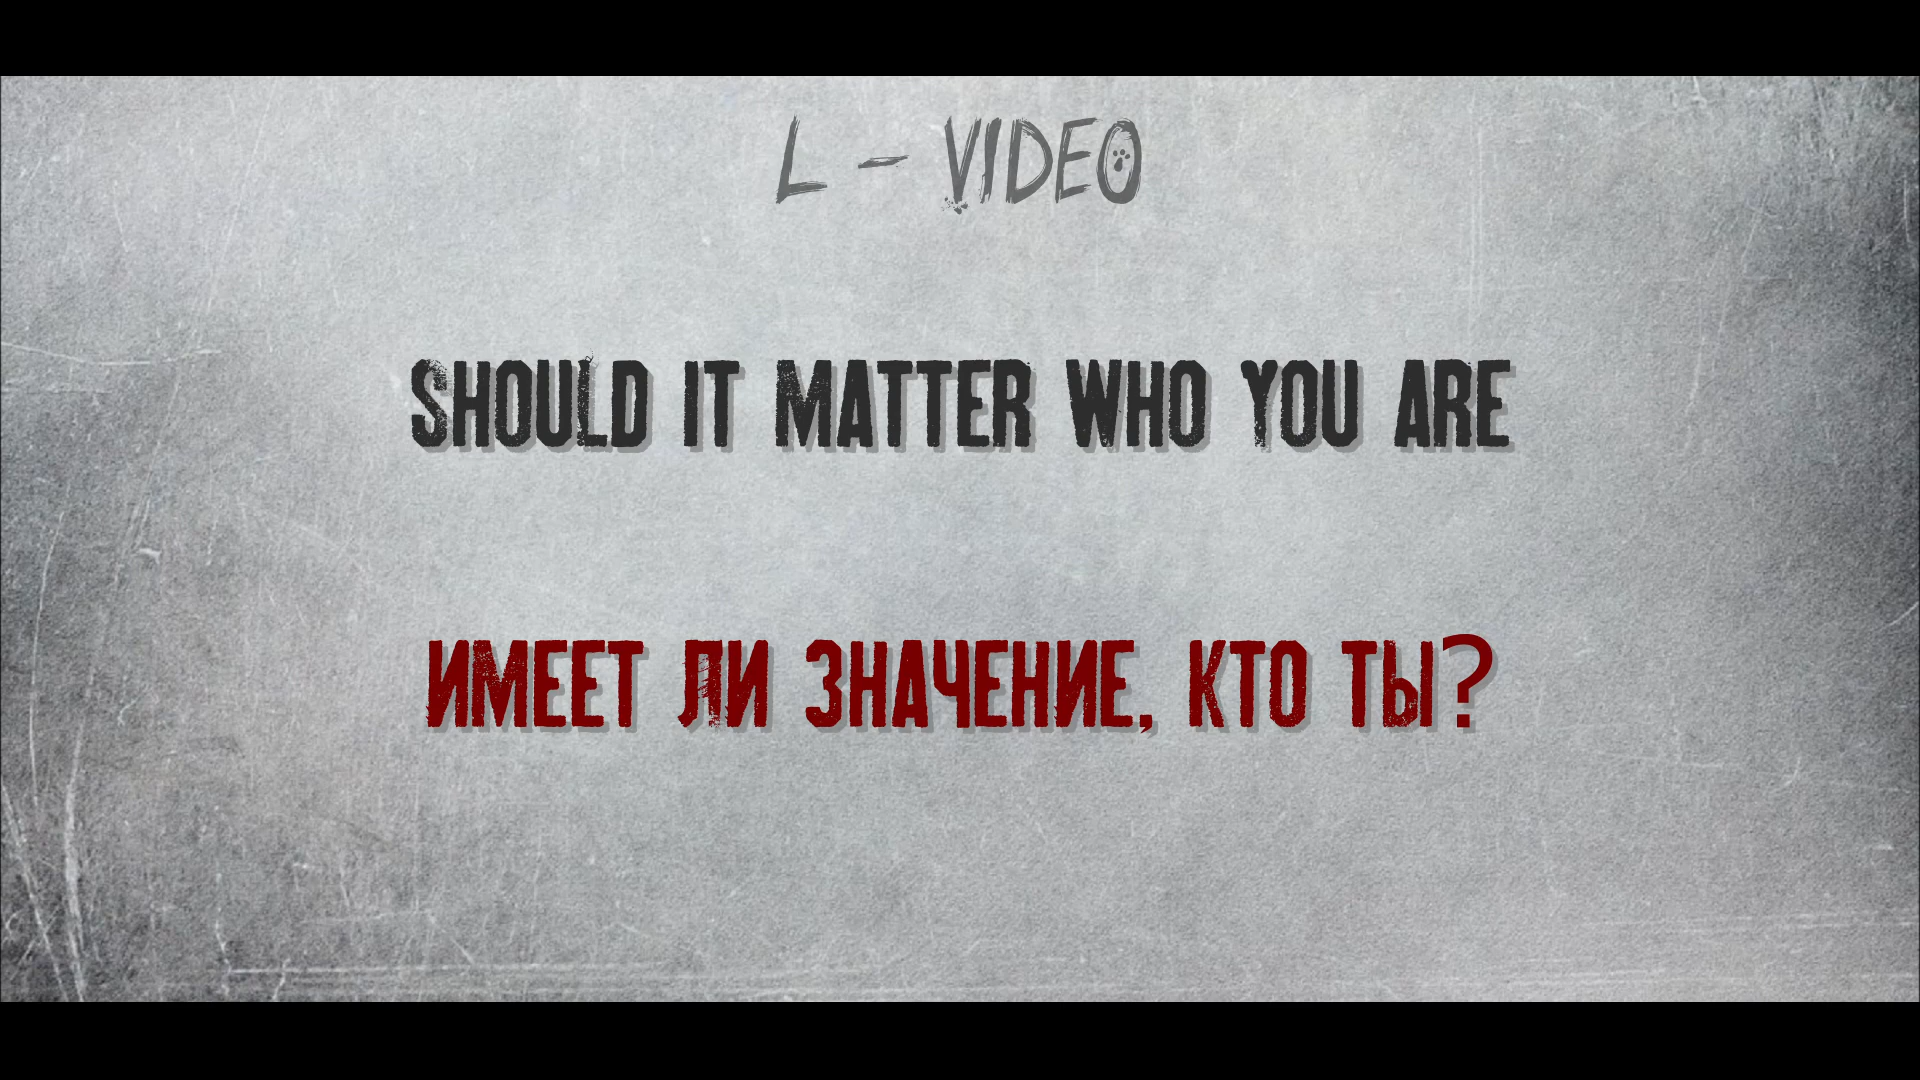 L - VIDEO
SHOULD IT MATTER WHO YOU ARE
ИМЕЕТ ЛИ ЗНАЧЕНИЕ, КТО ТЫ?